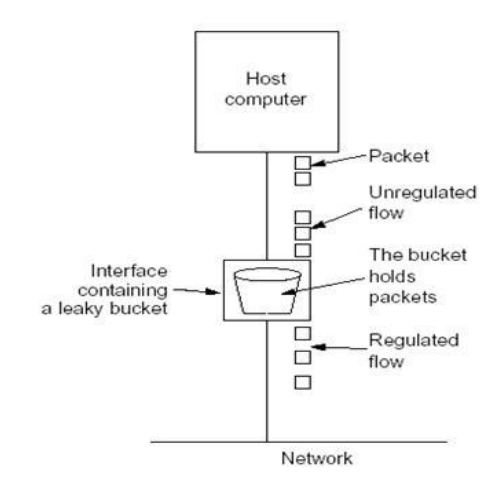 Host
computer
Packet
Unregulated
flow
Interface
containing
a leaky bucket
The bucket
holds
packets
Regulated
flow
Network